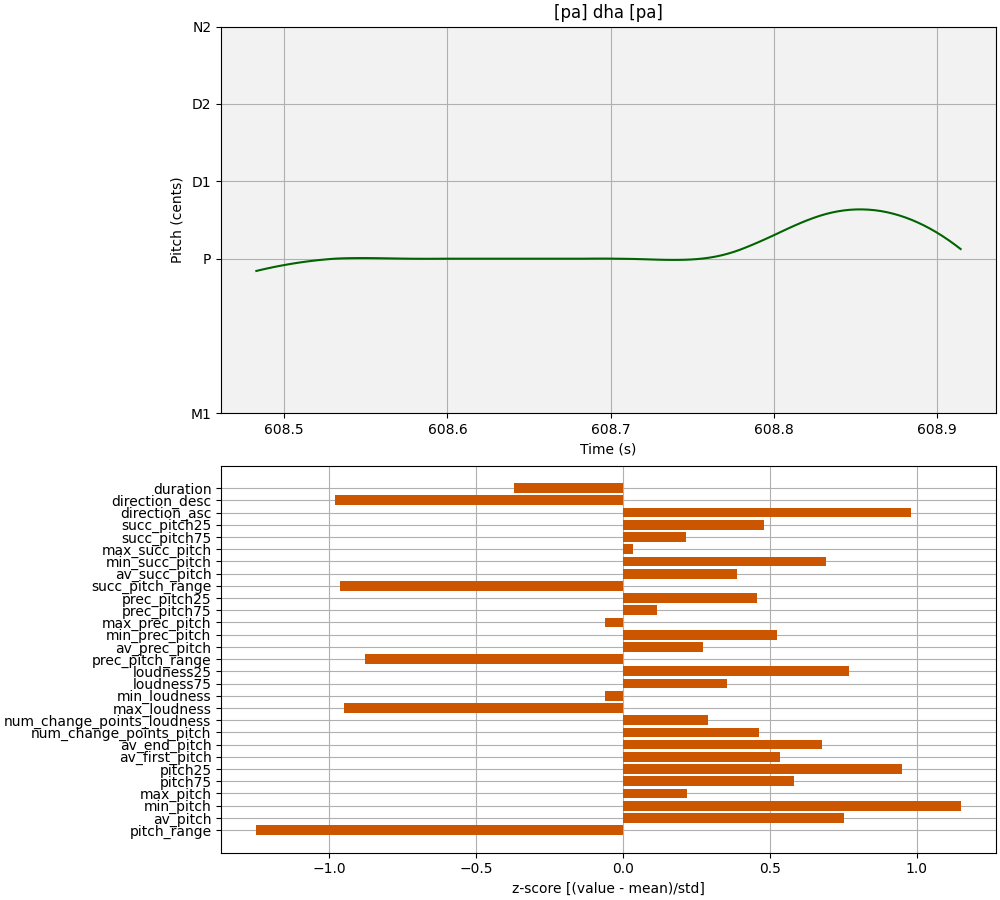 [pa] dha [pa]
N2
D2
D1
P
M1
Pitch (cents)
608.5 608.6 608.7 608.8 608.9
Time (s)
duration
direction_desc
direction_asc
succ_pitch25
succ_pitch75
max_succ_pitch
min_succ_pitch
av_succ_pitch
succ_pitch_range
prec_pitch25
prec_pitch75
max_prec_pitch
min_prec_pitch
av_prec_pitch
prec_pitch_range
loudness25
loudness75
min_loudness
max_loudness
num_change_points_loudness
num_change_points_pitch
av_end_pitch
av_first_pitch
pitch25
pitch75
max_pitch
min_pitch
av_pitch
pitch_range
−1.0 −0.5 0.0 0.5 1.0
z-score [(value - mean)/std]